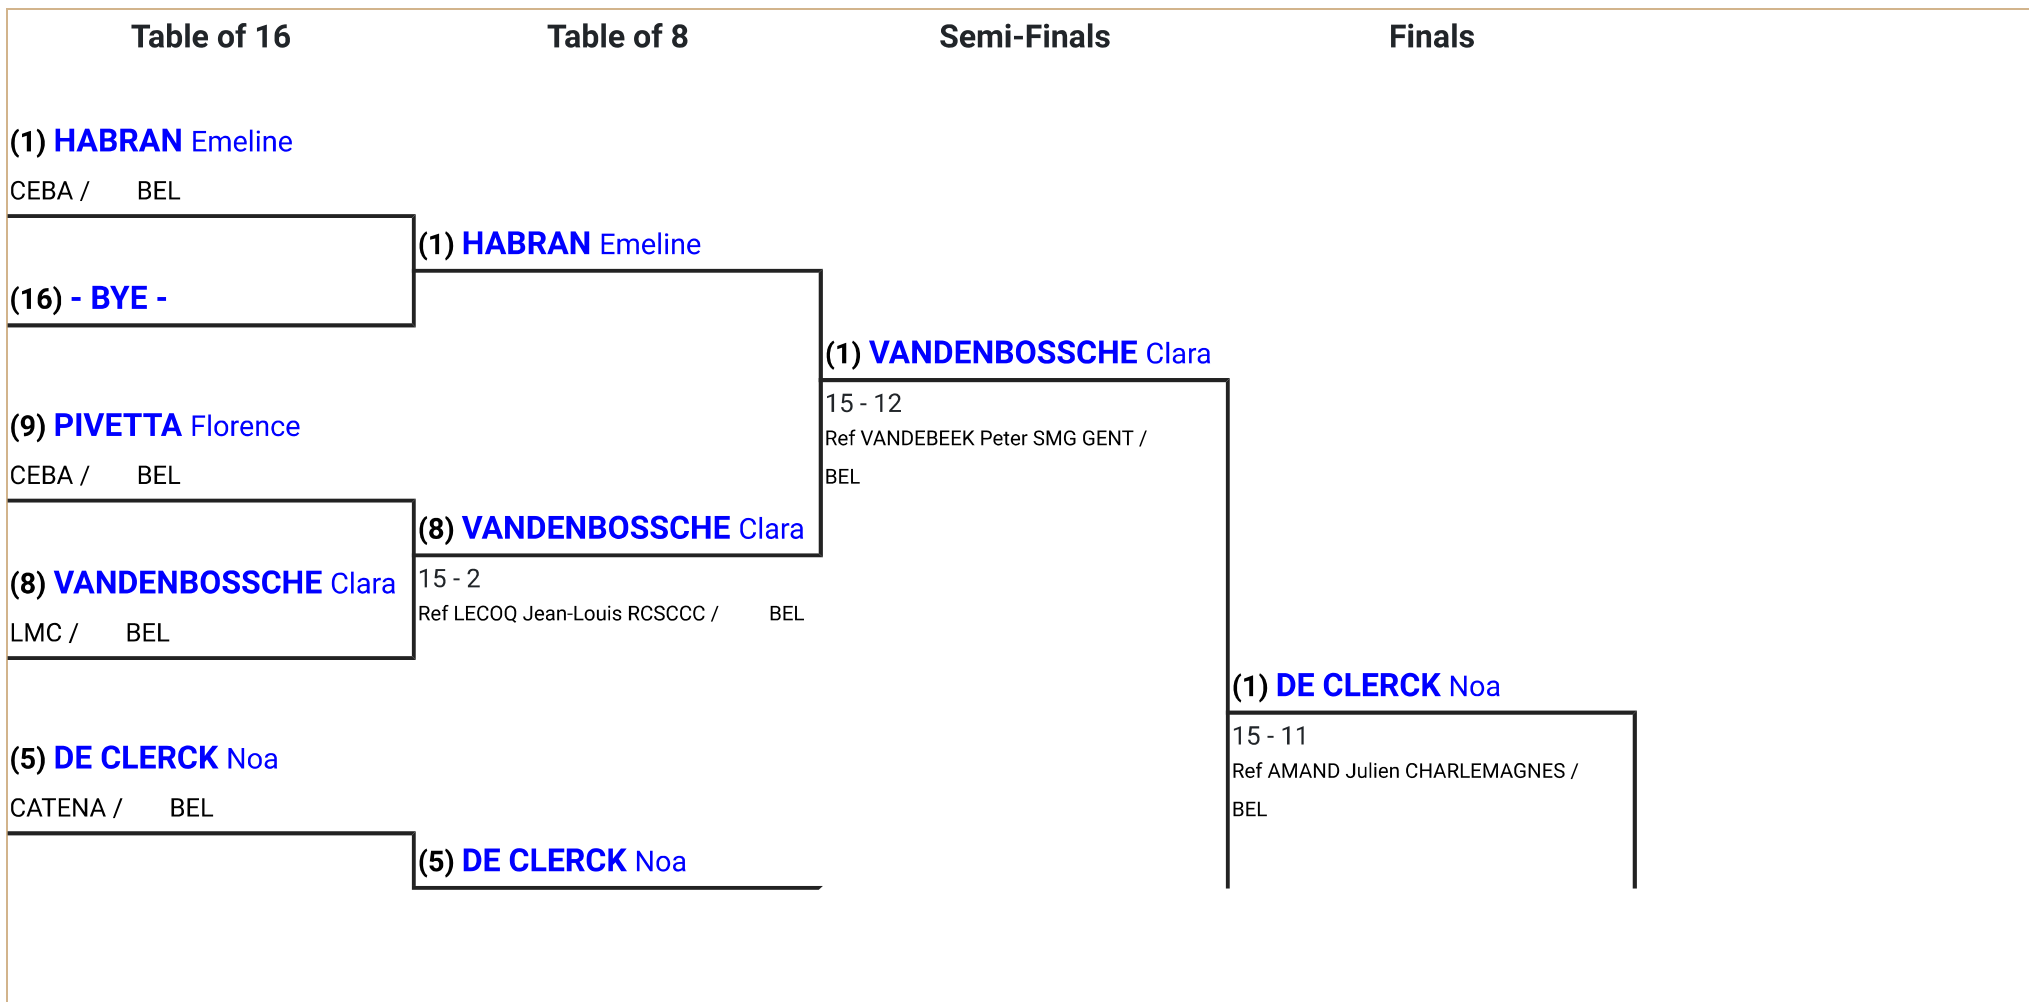 Table of 16 Table of 8 Semi-Finals Finals
(1) HABRAN Emeline
CEBA / BEL
(1) HABRAN Emeline
(16) - BYE -
(1) VANDENBOSSCHE Clara
15 - 12
Ref VANDEBEEK Peter SMG GENT /
BEL
(9) PIVETTA Florence
CEBA / BEL
(8) VANDENBOSSCHE Clara
15 - 2
Ref LECOQ Jean-Louis RCSCCC / BEL
(8) VANDENBOSSCHE Clara
LMC / BEL
(1) DE CLERCK Noa
15 - 11
Ref AMAND Julien CHARLEMAGNES /
BEL
(5) DE CLERCK Noa
CATENA / BEL
(5) DE CLERCK Noa